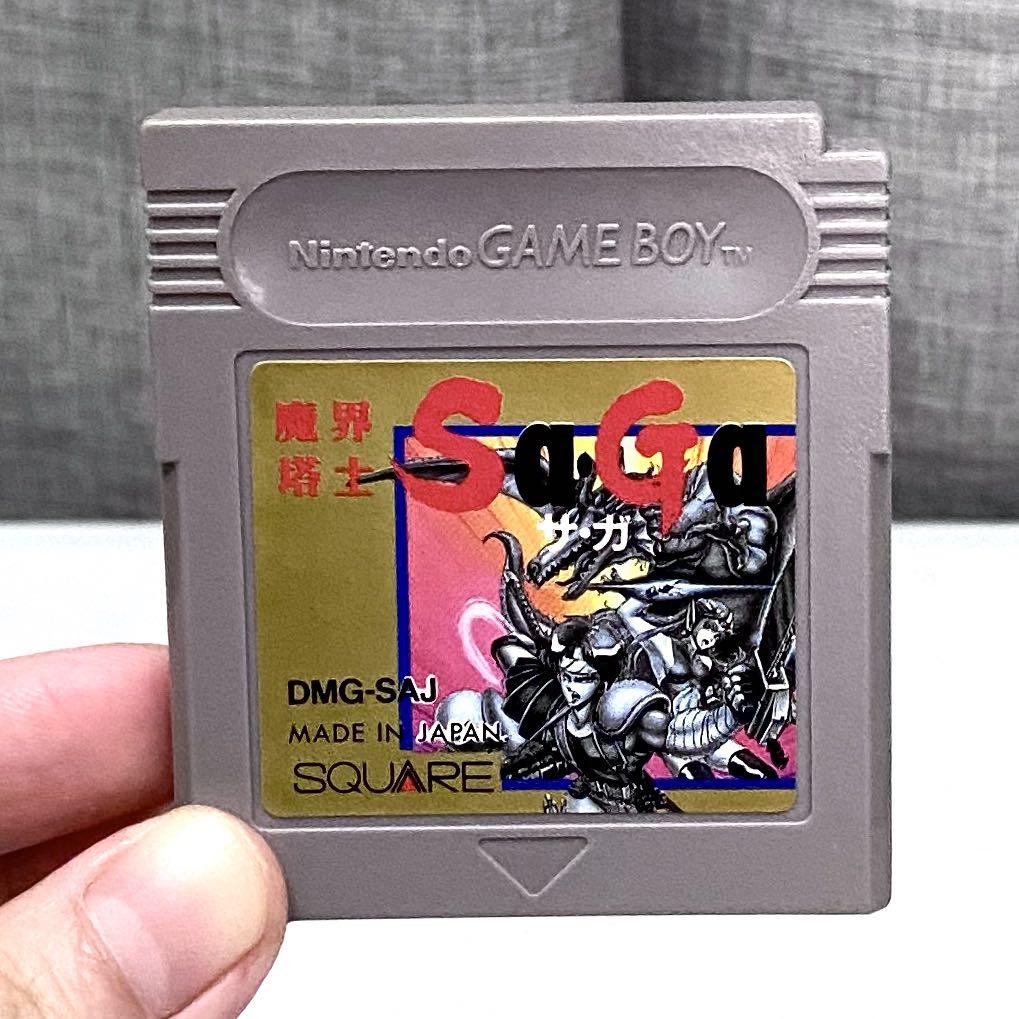 Nintendo GAME BOY TM
魔界
塔士
SaGa
サ・ガ
DMG-SAJ
MADE IN JAPAN
SQUARE